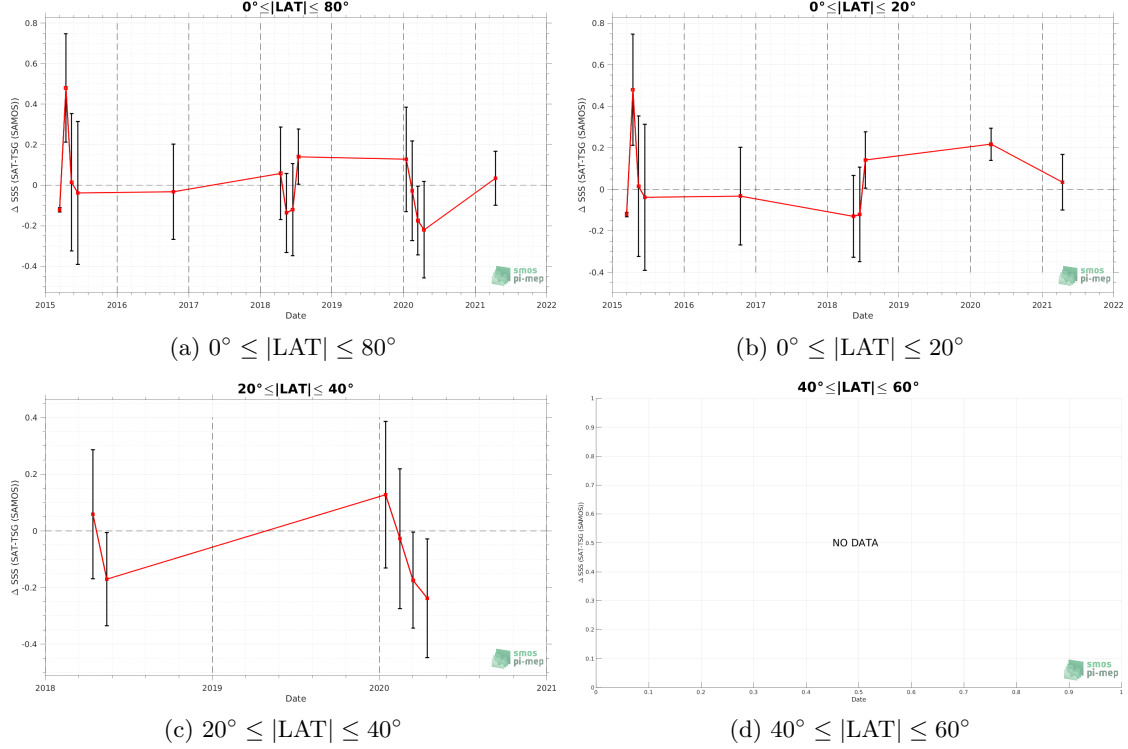 0°≤|LAT|≤ 80°
Δ SSS (SAT-TSG (SAMOS))
0.8
0.6
0.4
0.2
0
-0.2
-0.4
2015 2016 2017 2018 2019 2020 2021 2022
Date
smos
pi-mep
(a) 0° ≤ |LAT| ≤ 80°
0°≤|LAT|≤ 20°
Δ SSS (SAT-TSG (SAMOS))
0.8
0.6
0.4
0.2
0
-0.2
-0.4
2015 2016 2017 2018 2019 2020 2021 2022
Date
smos
pi-mep
(b) 0° ≤ |LAT| ≤ 20°
20°≤|LAT|≤ 40°
Δ SSS (SAT-TSG (SAMOS))
0.4
0.2
0
-0.2
-0.4
2018 2019 2020 2021
Date
smos
pi-mep
(c) 20° ≤ |LAT| ≤ 40°
40°≤|LAT|≤ 60°
Δ SSS (SAT-TSG (SAMOS))
1
0.9
0.8
0.7
0.6
0.5
0.4
0.3
0.2
0.1
0
NO DATA
0 0.1 0.2 0.3 0.4 0.5 0.6 0.7 0.8 0.9 1
Date
smos
pi-mep
(d) 40° ≤ |LAT| ≤ 60°